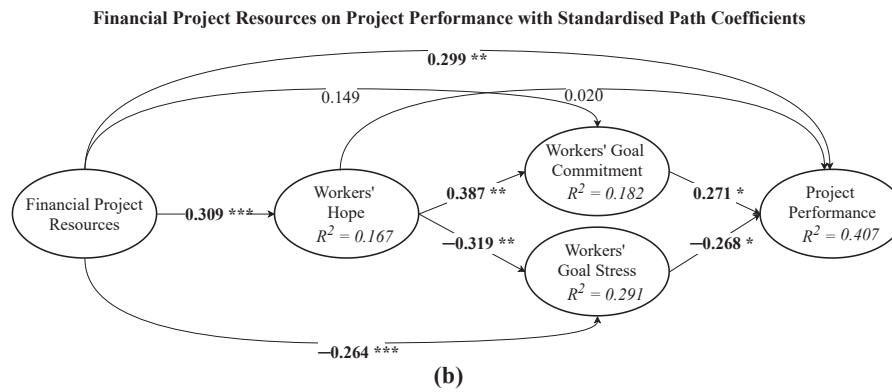 Financial Project Resources on Project Performance with Standardised Path Coefficients
0.299 **
0.149
0.020
Financial Project
Resources
0.309 ***
Workers'
Hope
R² = 0.167
0.387 **
−0.319 **
Workers' Goal
Commitment
R² = 0.182
Workers'
Goal Stress
R² = 0.291
0.271 *
−0.268 *
Project
Performance
R² = 0.407
−0.264 ***
(b)